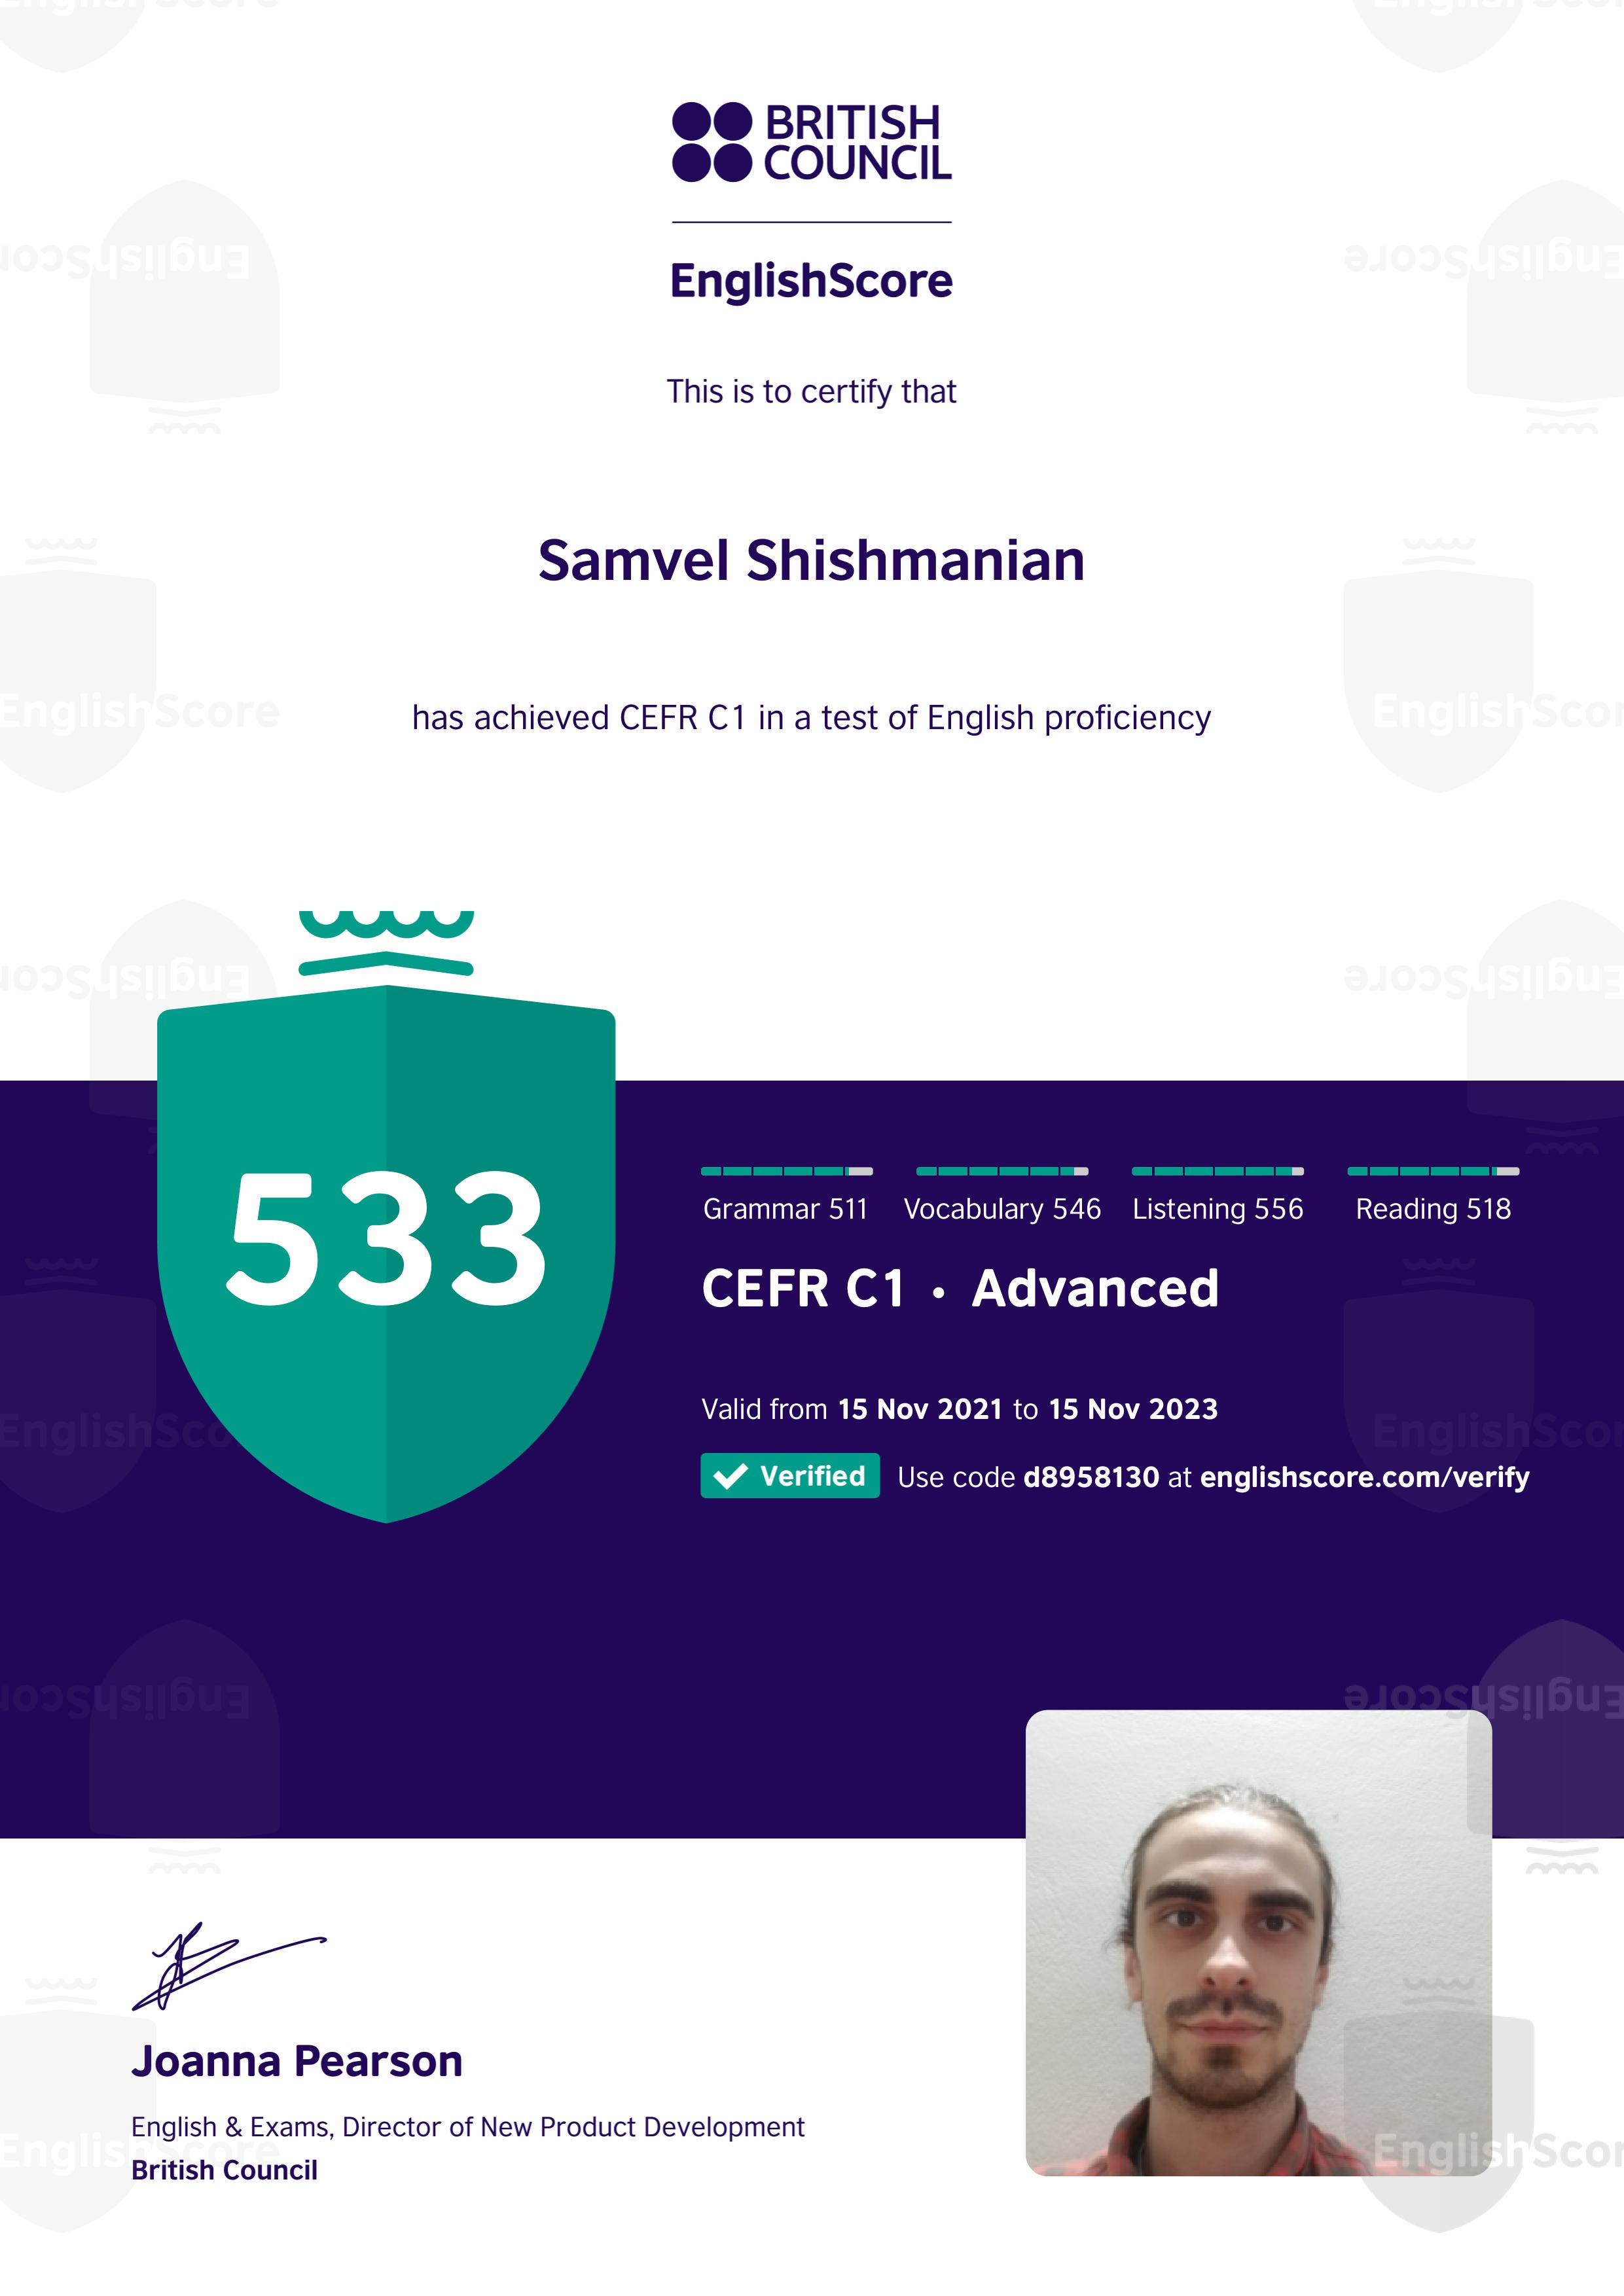 BRITISH
COUNCIL
EnglishScore
This is to certify that
Samvel Shishmanian
has achieved CEFR C1 in a test of English proficiency
533
Grammar 511 Vocabulary 546 Listening 556 Reading 518
CEFR C1 • Advanced
Valid from 15 Nov 2021 to 15 Nov 2023
Verified Use code d8958130 at englishscore.com/verify
Joanna Pearson
English & Exams, Director of New Product Development
British Council